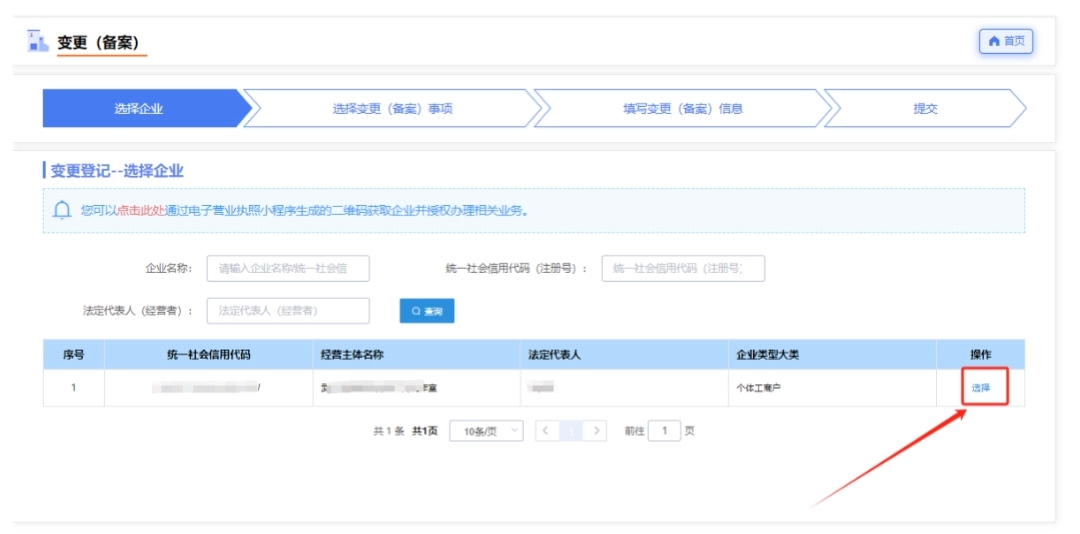 变更（备案）
首页
选择企业
选择变更（备案）事项
填写变更（备案）信息
提交
变更登记--选择企业
您可以点击此处通过电子营业执照小程序生成的二维码获取企业并授权办理相关业务。
企业名称： 请输入企业名称/统一社会信 统一社会信用代码（注册号）： 统一社会信用代码（注册号）
法定代表人（经营者）： 法定代表人（经营者） 查询
序号 统一社会信用代码 经营主体名称 法定代表人 企业类型大类 操作
1 个体工商户 选择
共 1 条 共1页 10条/页 < 1 > 前往 1 页